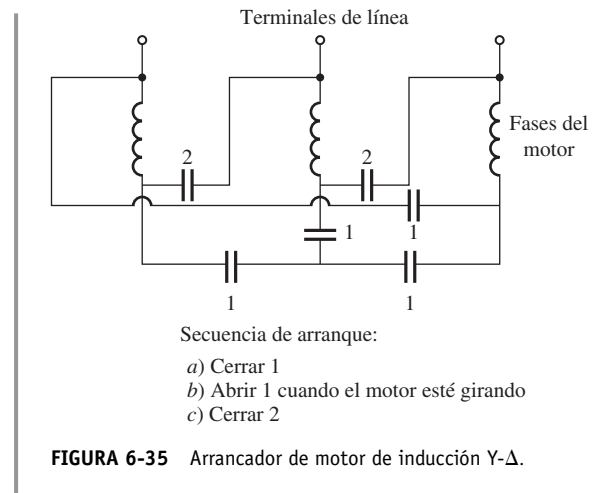 Terminales de línea
Fases del
motor
2
2
1
1
1
1
Secuencia de arranque:
a) Cerrar 1
b) Abrir 1 cuando el motor esté girando
c) Cerrar 2
FIGURA 6-35 Arrancador de motor de inducción Y-Δ.